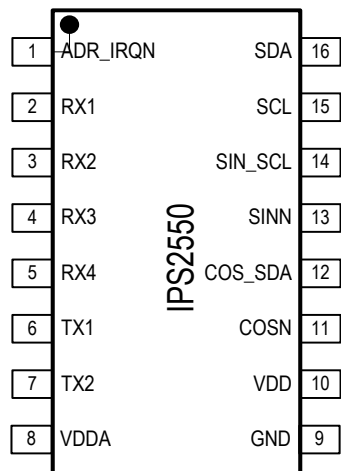 1 ADR_IRQN SDA 16
2 RX1 SCL 15
3 RX2 SIN_SCL 14
4 RX3 SINN 13
5 RX4 COS_SDA 12
6 TX1 COSN 11
7 TX2 VDD 10
8 VDDA GND 9
IPS2550